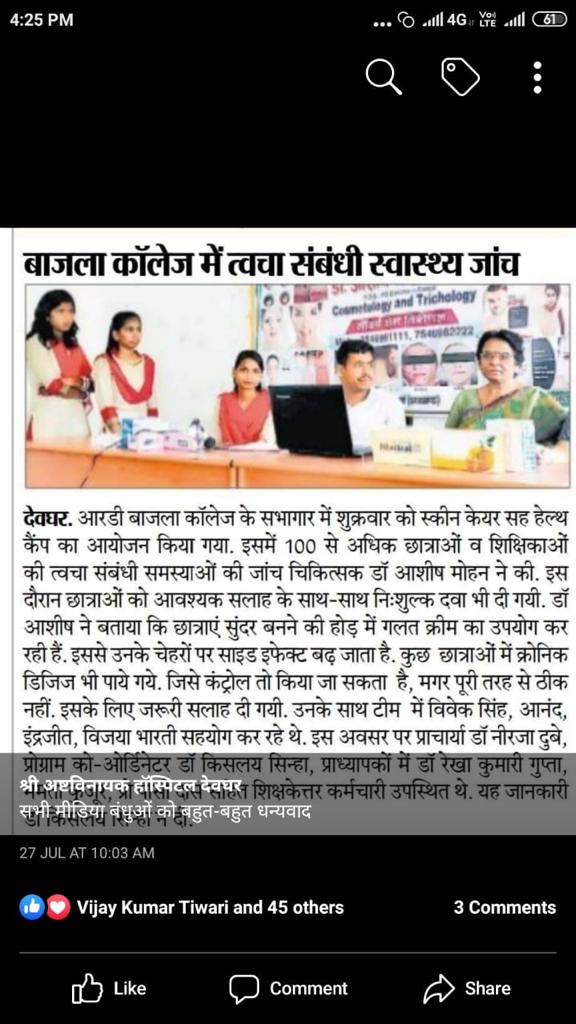 4:25 PM
4G
Vo)
LTE
61
बाजला कॉलेज में त्वचा संबंधी स्वास्थ्य जांच
Cosmetology and Trichology
7546982222
देवघर. आरडी बाजला कॉलेज के सभागार में शुक्रवार को स्कीन केयर सह हेल्थ
कैंप का आयोजन किया गया. इसमें 100 से अधिक छात्राओं व शिक्षिकाओं
की त्वचा संबंधी समस्याओं की जांच चिकित्सक डॉ आशीष मोहन ने की. इस
दौरान छात्राओं को आवश्यक सलाह के साथ-साथ निःशुल्क दवा भी दी गयी. डॉ
आशीष ने बताया कि छात्राएं सुंदर बनने की होड़ में गलत क्रीम का उपयोग कर
रही हैं. इससे उनके चेहरों पर साइड इफेक्ट बढ़ जाता है. कुछ छात्राओं में क्रोनिक
डिजिज भी पाये गये. जिसे कंट्रोल तो किया जा सकता है, मगर पूरी तरह से ठीक
नहीं. इसके लिए जरूरी सलाह दी गयी. उनके साथ टीम में विवेक सिंह, आनंद,
इंद्रजीत, विजया भारती सहयोग कर रहे थे. इस अवसर पर प्राचार्या डॉ नीरजा दुबे,
प्रोग्राम को-ऑर्डिनेटर डॉ किसलय सिन्हा, प्राध्यापकों में डॉ रेखा कुमारी गुप्ता,
श्री अष्टविनायक हॉस्पिटल देवघर
शिक्षकेत्तर कर्मचारी उपस्थित थे. यह जानकारी
सभी मीडिया बंधुओं को बहुत-बहुत धन्यवाद
27 JUL AT 10:03 AM
Vijay Kumar Tiwari and 45 others
3 Comments
Like
Comment
Share